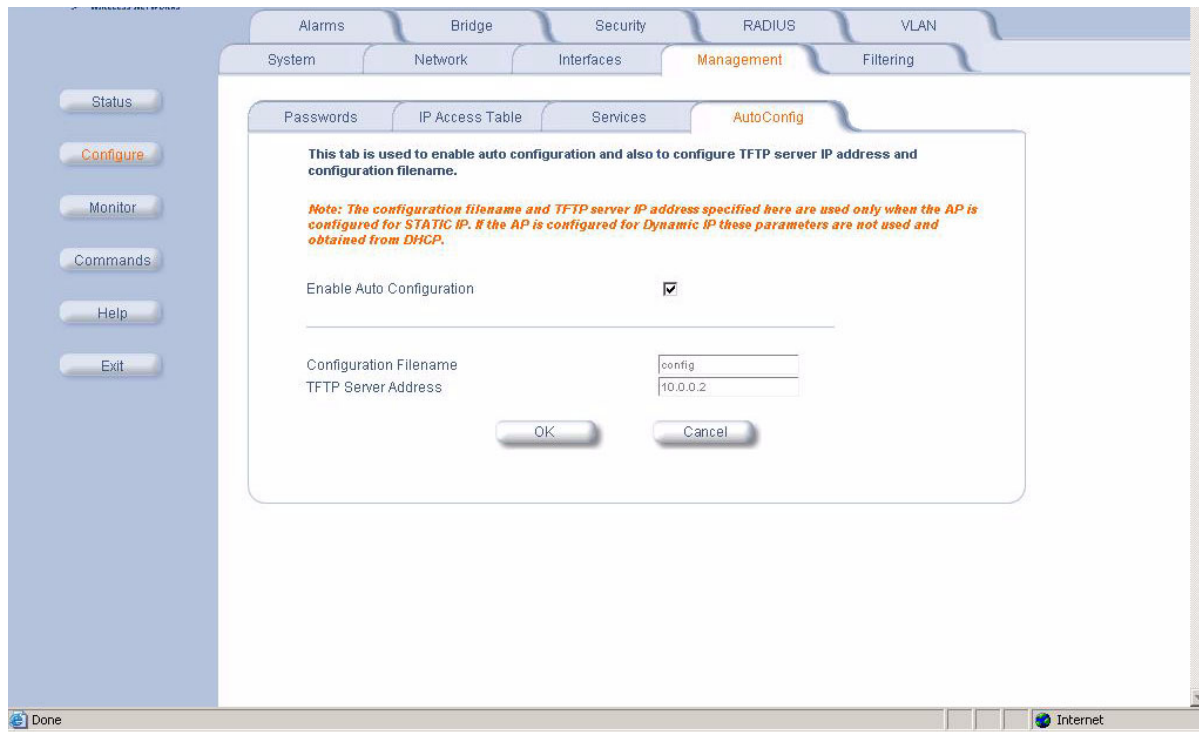 WIRELESS NETWORKS
Alarms Bridge Security RADIUS VLAN
System Network Interfaces Management Filtering
Status
Configure
Monitor
Commands
Help
Exit
Passwords IP Access Table Services AutoConfig
This tab is used to enable auto configuration and also to configure TFTP server IP address and
configuration filename.
Note: The configuration filename and TFTP server IP address specified here are used only when the AP is
configured for STATIC IP. If the AP is configured for Dynamic IP these parameters are not used and
obtained from DHCP.
Enable Auto Configuration
Configuration Filename config
TFTP Server Address 10.0.0.2
OK Cancel
Done Internet